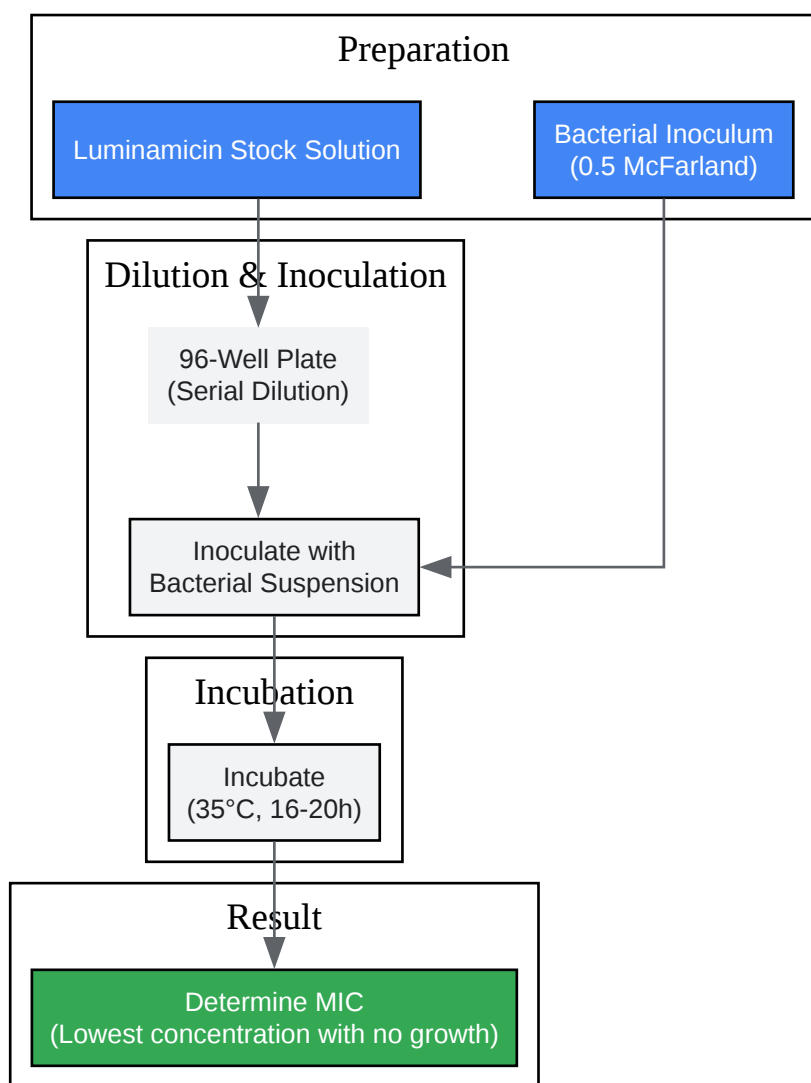 Preparation
Luminamicin Stock Solution
Bacterial Inoculum
(0.5 McFarland)
Dilution & Inoculation
96-Well Plate
(Serial Dilution)
Inoculate with
Bacterial Suspension
Incubation
Incubate
(35°C, 16-20h)
Result
Determine MIC
(Lowest concentration with no growth)